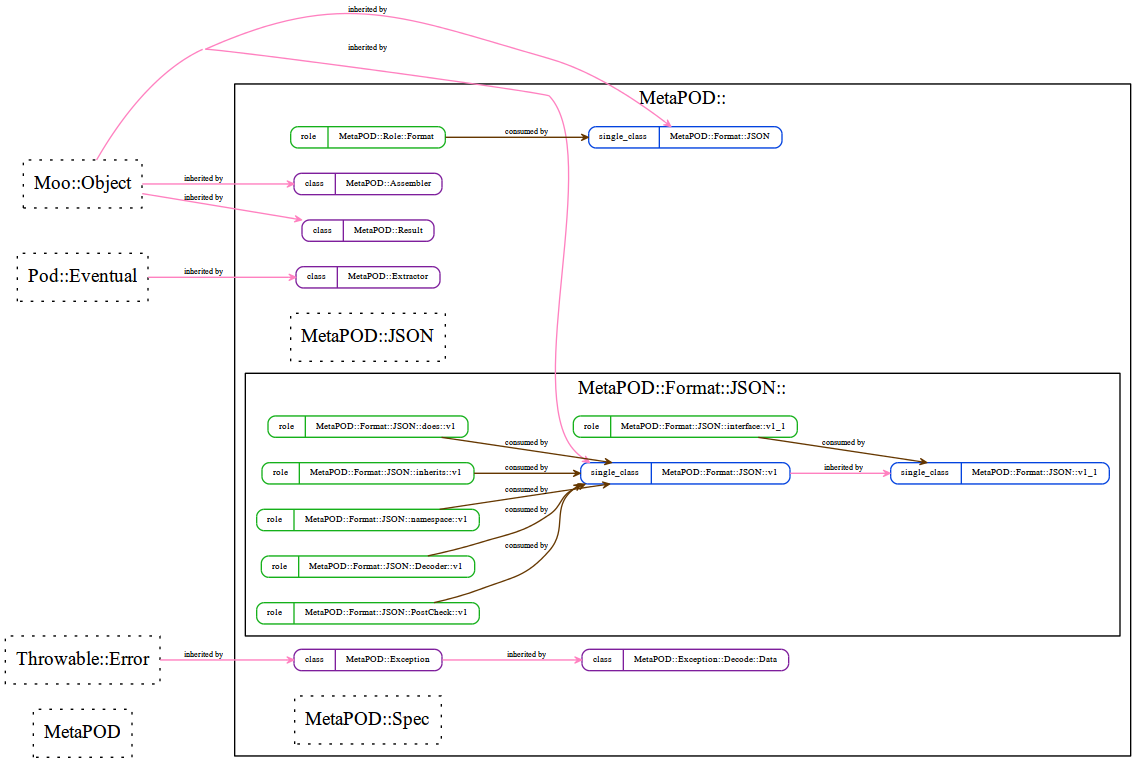 inherited by
inherited by
MetaPOD::
role MetaPOD::Role::Format
consumed by
single_class MetaPOD::Format::JSON
Moo::Object
inherited by
class MetaPOD::Assembler
inherited by
class MetaPOD::Result
Pod::Eventual
inherited by
class MetaPOD::Extractor
MetaPOD::JSON
MetaPOD::Format::JSON::
role MetaPOD::Format::JSON::does::v1
role MetaPOD::Format::JSON::interface::v1_1
consumed by
consumed by
role MetaPOD::Format::JSON::inherits::v1
consumed by
single_class MetaPOD::Format::JSON::v1
inherited by
single_class MetaPOD::Format::JSON::v1_1
consumed by
role MetaPOD::Format::JSON::namespace::v1
consumed by
consumed by
role MetaPOD::Format::JSON::Decoder::v1
role MetaPOD::Format::JSON::PostCheck::v1
Throwable::Error
inherited by
class MetaPOD::Exception
inherited by
class MetaPOD::Exception::Decode::Data
MetaPOD::Spec
MetaPOD